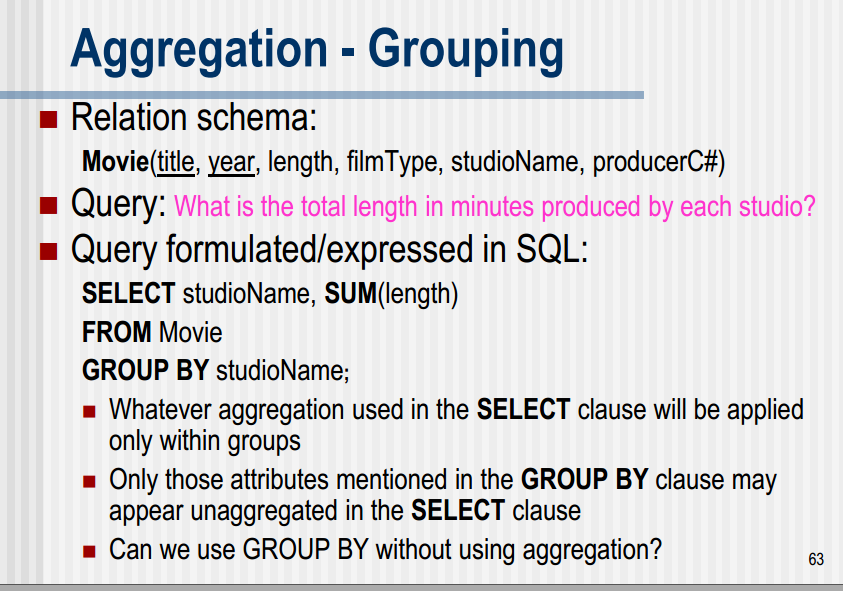 Aggregation - Grouping
Relation schema:
Movie(title, year, length, filmType, studioName, producerC#)
Query: What is the total length in minutes produced by each studio?
Query formulated/expressed in SQL:
SELECT studioName, SUM(length)
FROM Movie
GROUP BY studioName;
Whatever aggregation used in the SELECT clause will be applied
only within groups
Only those attributes mentioned in the GROUP BY clause may
appear unaggregated in the SELECT clause
Can we use GROUP BY without using aggregation?
63